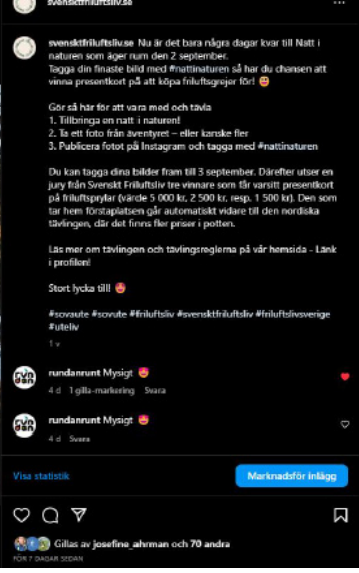 svensktfriluftsliv.se
svensktfriluftsliv.se Nu är det bara några dagar kvar till Natt i
naturen som äger rum den 2 september.
Tagga din finaste bild med #nattinaturen så har du chansen att
vinna presentkort på att köpa friluftsgrejer för! 🤩
Gör så här för att vara med och tävla
1. Tillbringa en natt i naturen!
2. Ta ett foto från äventyret – eller kanske fler
3. Publicera fotot på Instagram och tagga med #nattinaturen
Du kan tagga dina bilder fram till 3 september. Därefter utser en
jury från Svenskt Friluftsliv tre vinnare som får varsitt presentkort
på friluftsprylar (värde 5 000 kr, 2 500 kr, resp. 1 500 kr). Den som
tar hem förstaplatsen går automatiskt vidare till den nordiska
tävlingen, där det finns fler priser i potten.
Läs mer om tävlingen och tävlingsreglerna på vår hemsida - Länk
i profilen!
Stort lycka till! 🤩
#sovaute #sovute #friluftsliv #svensktfriluftsliv #friluftslivsverige
#uteliv
1 v
rundanrunt Mysigt 😍
4 d 1 gilla-markering Svara
rundanrunt Mysigt 😍
4 d Svara
Visa statistik Marknadsför inlägg
Gillas av josefine_ahrman och 70 andra
FÖR 7 DAGAR SEDAN